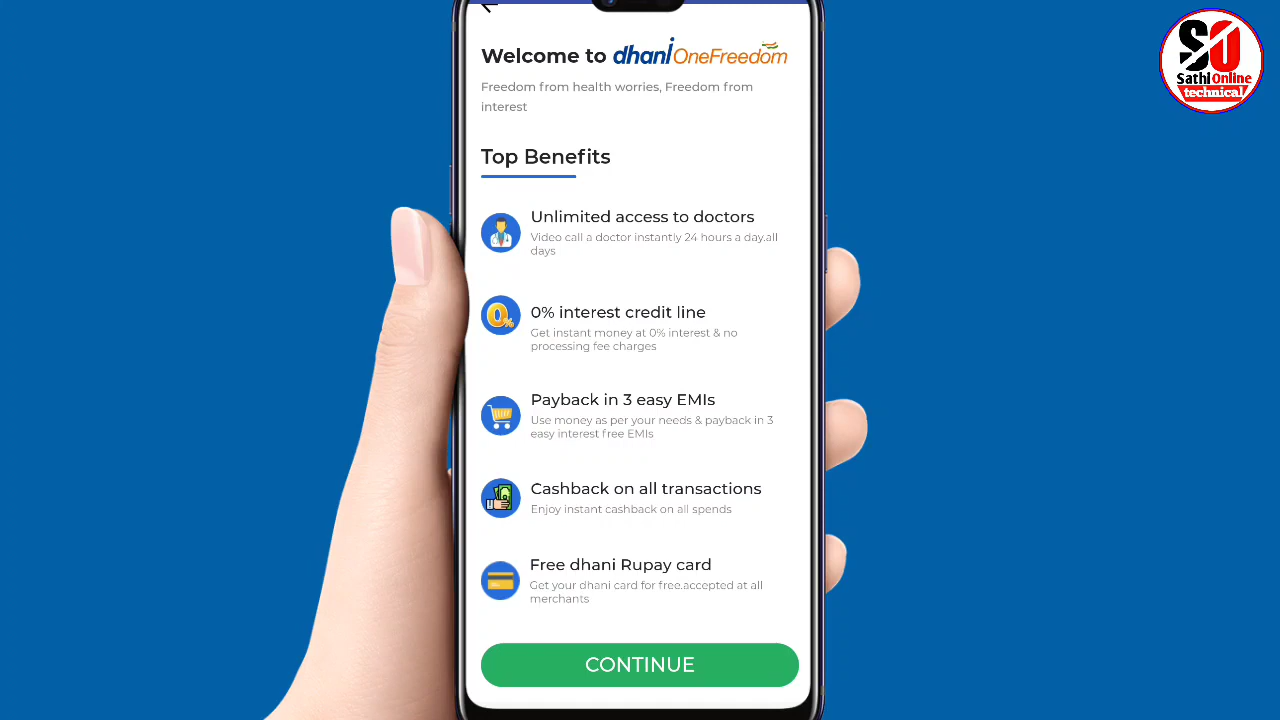 Welcome to dhani OneFreedom
Freedom from health worries, Freedom from
interest
Top Benefits
Unlimited access to doctors
Video call a doctor instantly 24 hours a day.all
days
0% interest credit line
Get instant money at 0% interest & no
processing fee charges
Payback in 3 easy EMIs
Use money as per your needs & payback in 3
easy interest free EMIs
Cashback on all transactions
Enjoy instant cashback on all spends
Free dhani Rupay card
Get your dhani card for free.accepted at all
merchants
CONTINUE
SO
Sathi Online
technical
0%